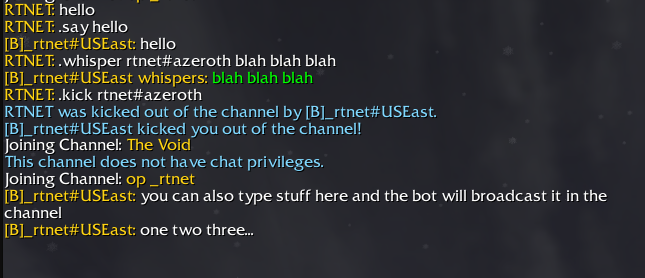 RTNET: hello
RTNET: .say hello
[B]_rtnet#USEast: hello
RTNET: .whisper rtnet#azeroth blah blah blah
[B]_rtnet#USEast whispers: blah blah blah
RTNET: .kick rtnet#azeroth
RTNET was kicked out of the channel by [B]_rtnet#USEast.
[B]_rtnet#USEast kicked you out of the channel!
Joining Channel: The Void
This channel does not have chat privileges.
Joining Channel: op _rtnet
[B]_rtnet#USEast: you can also type stuff here and the bot will broadcast it in the
channel
[B]_rtnet#USEast: one two three...